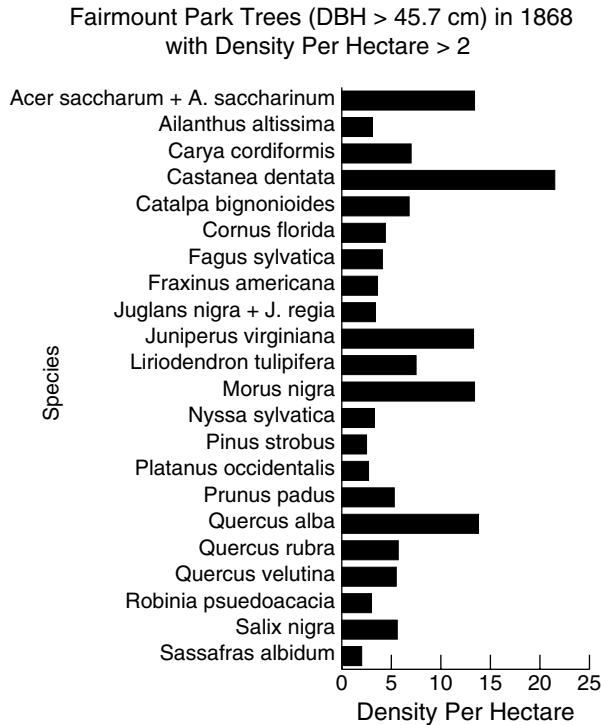 Fairmount Park Trees (DBH > 45.7 cm) in 1868
with Density Per Hectare > 2
Acer saccharum + A. saccharinum
Ailanthus altissima
Carya cordiformis
Castanea dentata
Catalpa bignonioides
Cornus florida
Fagus sylvatica
Fraxinus americana
Juglans nigra + J. regia
Juniperus virginiana
Liriodendron tulipifera
Morus nigra
Nyssa sylvatica
Pinus strobus
Platanus occidentalis
Prunus padus
Quercus alba
Quercus rubra
Quercus velutina
Robinia psuedoacacia
Salix nigra
Sassafras albidum
Species
0 5 10 15 20 25
Density Per Hectare